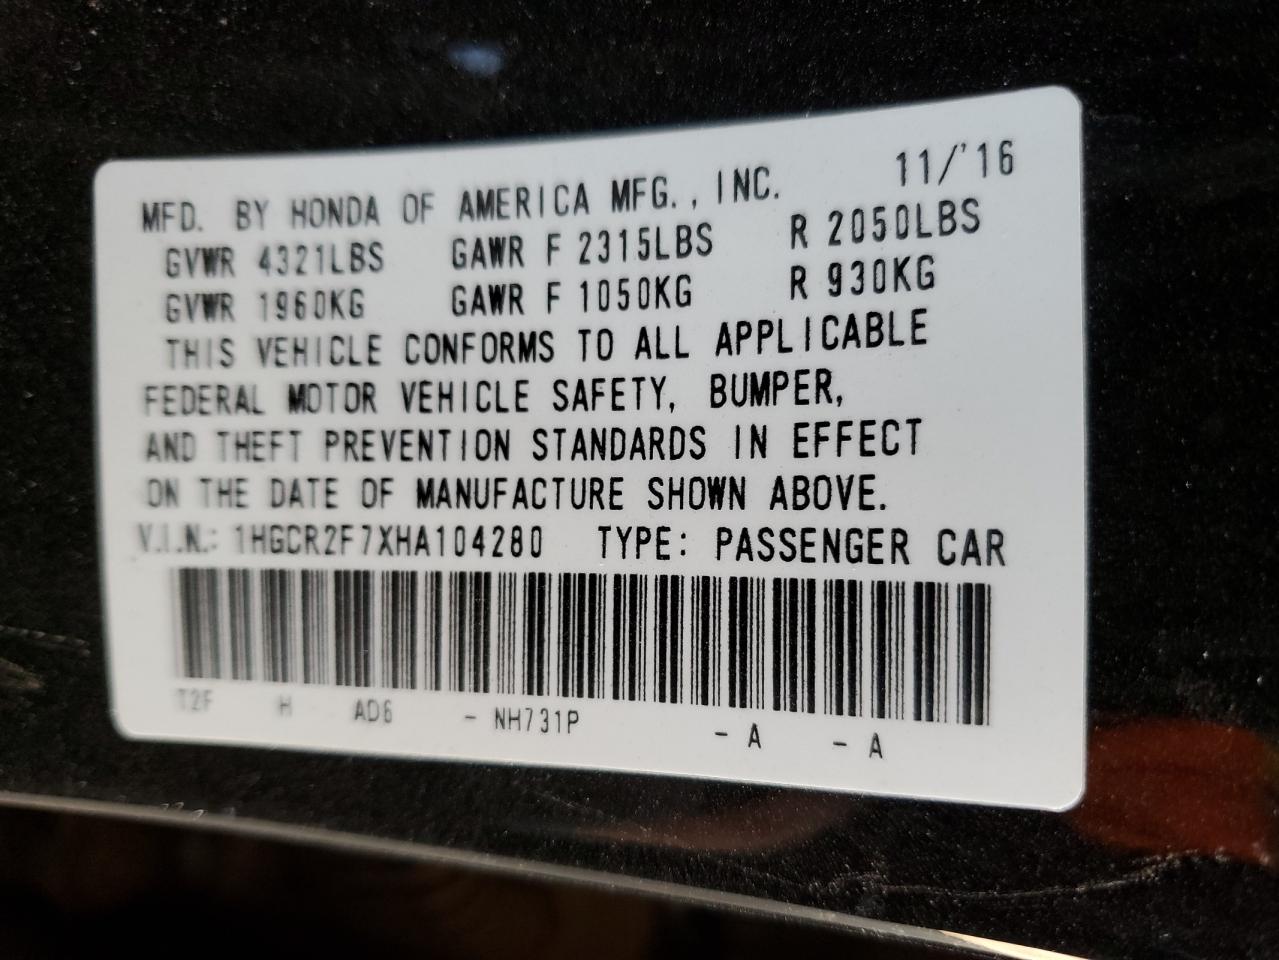 11/'16
MFD. BY HONDA OF AMERICA MFG., INC.
GVWR 4321LBS GAWR F 2315LBS R 2050LBS
GVWR 1960KG GAWR F 1050KG R 930KG
THIS VEHICLE CONFORMS TO ALL APPLICABLE
FEDERAL MOTOR VEHICLE SAFETY, BUMPER,
AND THEFT PREVENTION STANDARDS IN EFFECT
ON THE DATE OF MANUFACTURE SHOWN ABOVE.
V.I.N.: 1HGCR2F7XHA104280 TYPE: PASSENGER CAR
T2F H AD6 - NH731P - A - A